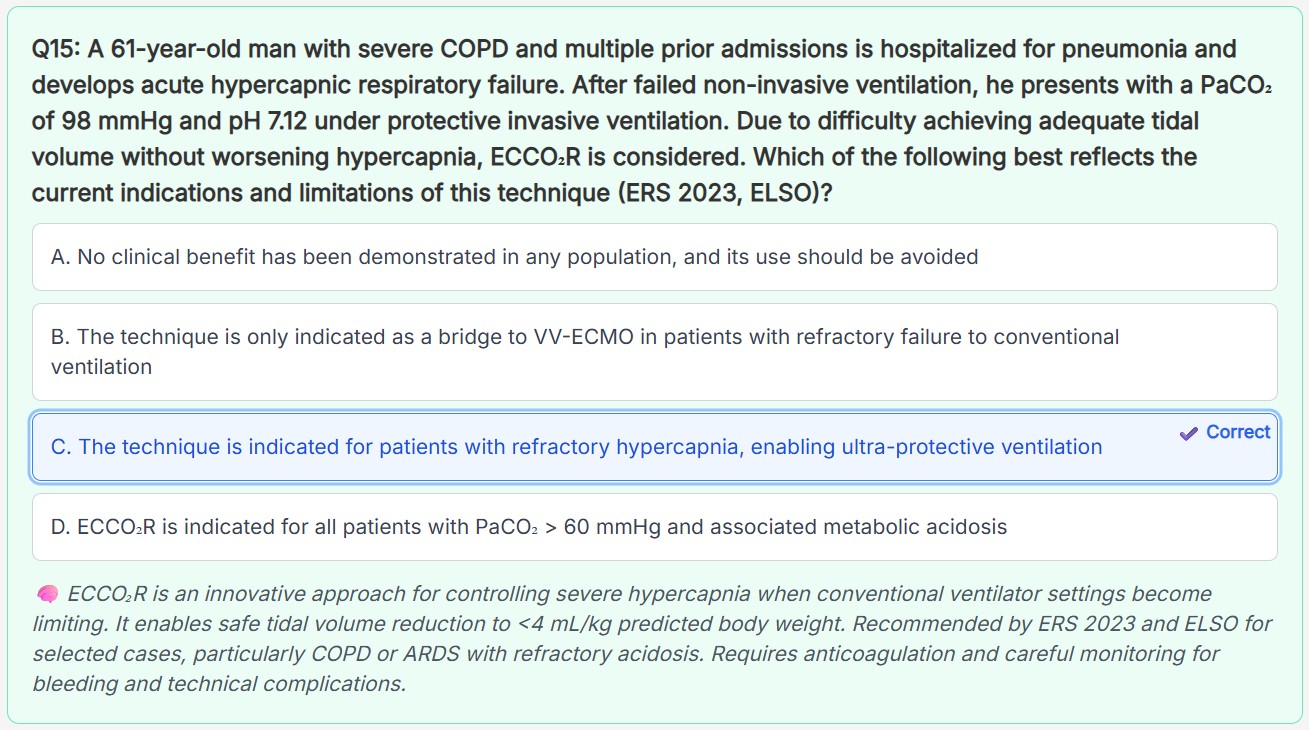 Q15: A 61-year-old man with severe COPD and multiple prior admissions is hospitalized for pneumonia and
develops acute hypercapnic respiratory failure. After failed non-invasive ventilation, he presents with a PaCO₂
of 98 mmHg and pH 7.12 under protective invasive ventilation. Due to difficulty achieving adequate tidal
volume without worsening hypercapnia, ECCO₂R is considered. Which of the following best reflects the
current indications and limitations of this technique (ERS 2023, ELSO)?
A. No clinical benefit has been demonstrated in any population, and its use should be avoided
B. The technique is only indicated as a bridge to VV-ECMO in patients with refractory failure to conventional
ventilation
✔ Correct
C. The technique is indicated for patients with refractory hypercapnia, enabling ultra-protective ventilation
D. ECCO₂R is indicated for all patients with PaCO₂ > 60 mmHg and associated metabolic acidosis
🧠 ECCO₂R is an innovative approach for controlling severe hypercapnia when conventional ventilator settings become
limiting. It enables safe tidal volume reduction to <4 mL/kg predicted body weight. Recommended by ERS 2023 and ELSO for
selected cases, particularly COPD or ARDS with refractory acidosis. Requires anticoagulation and careful monitoring for
bleeding and technical complications.